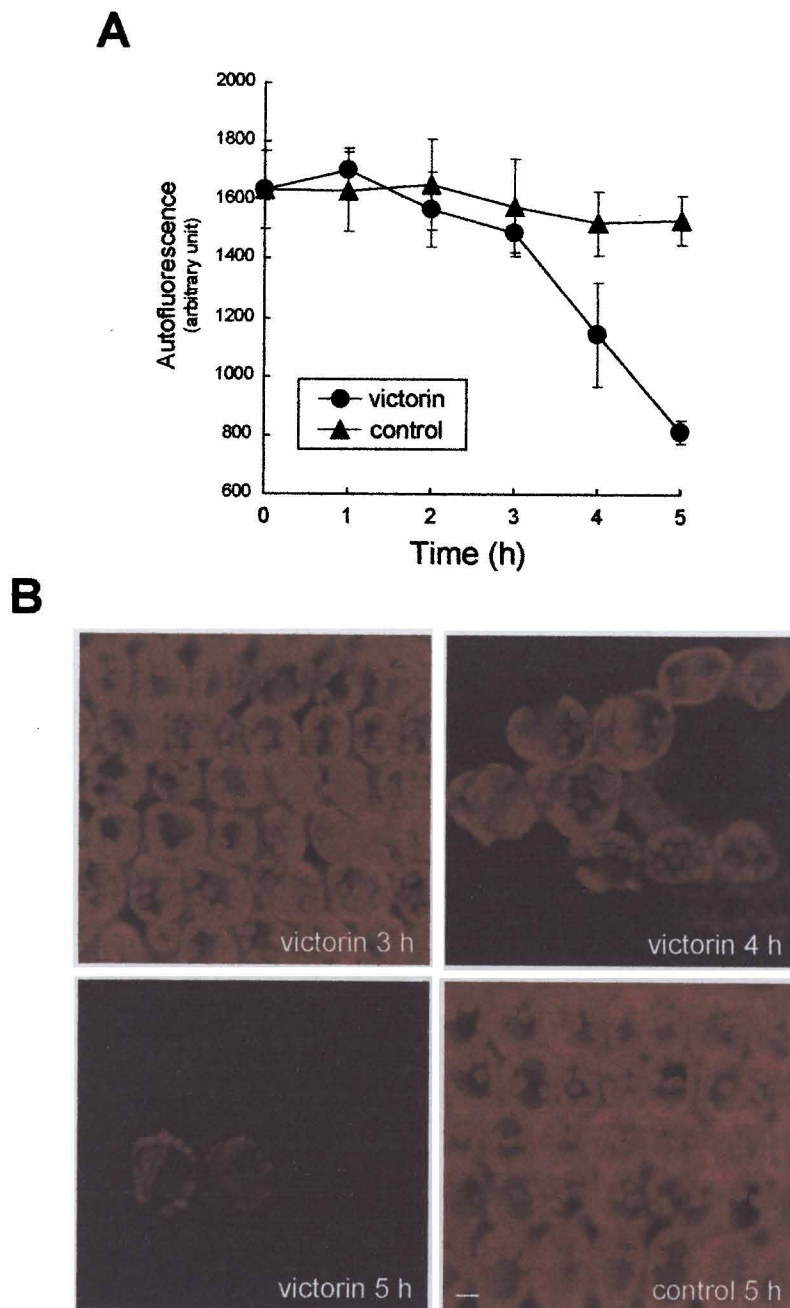 A
2000
1800
1600
1400
1200
1000
800
600
Autofluorescence
(arbitrary unit)
victorin
control
0 1 2 3 4 5
Time (h)
B
victorin 3 h
victorin 4 h
victorin 5 h
control 5 h